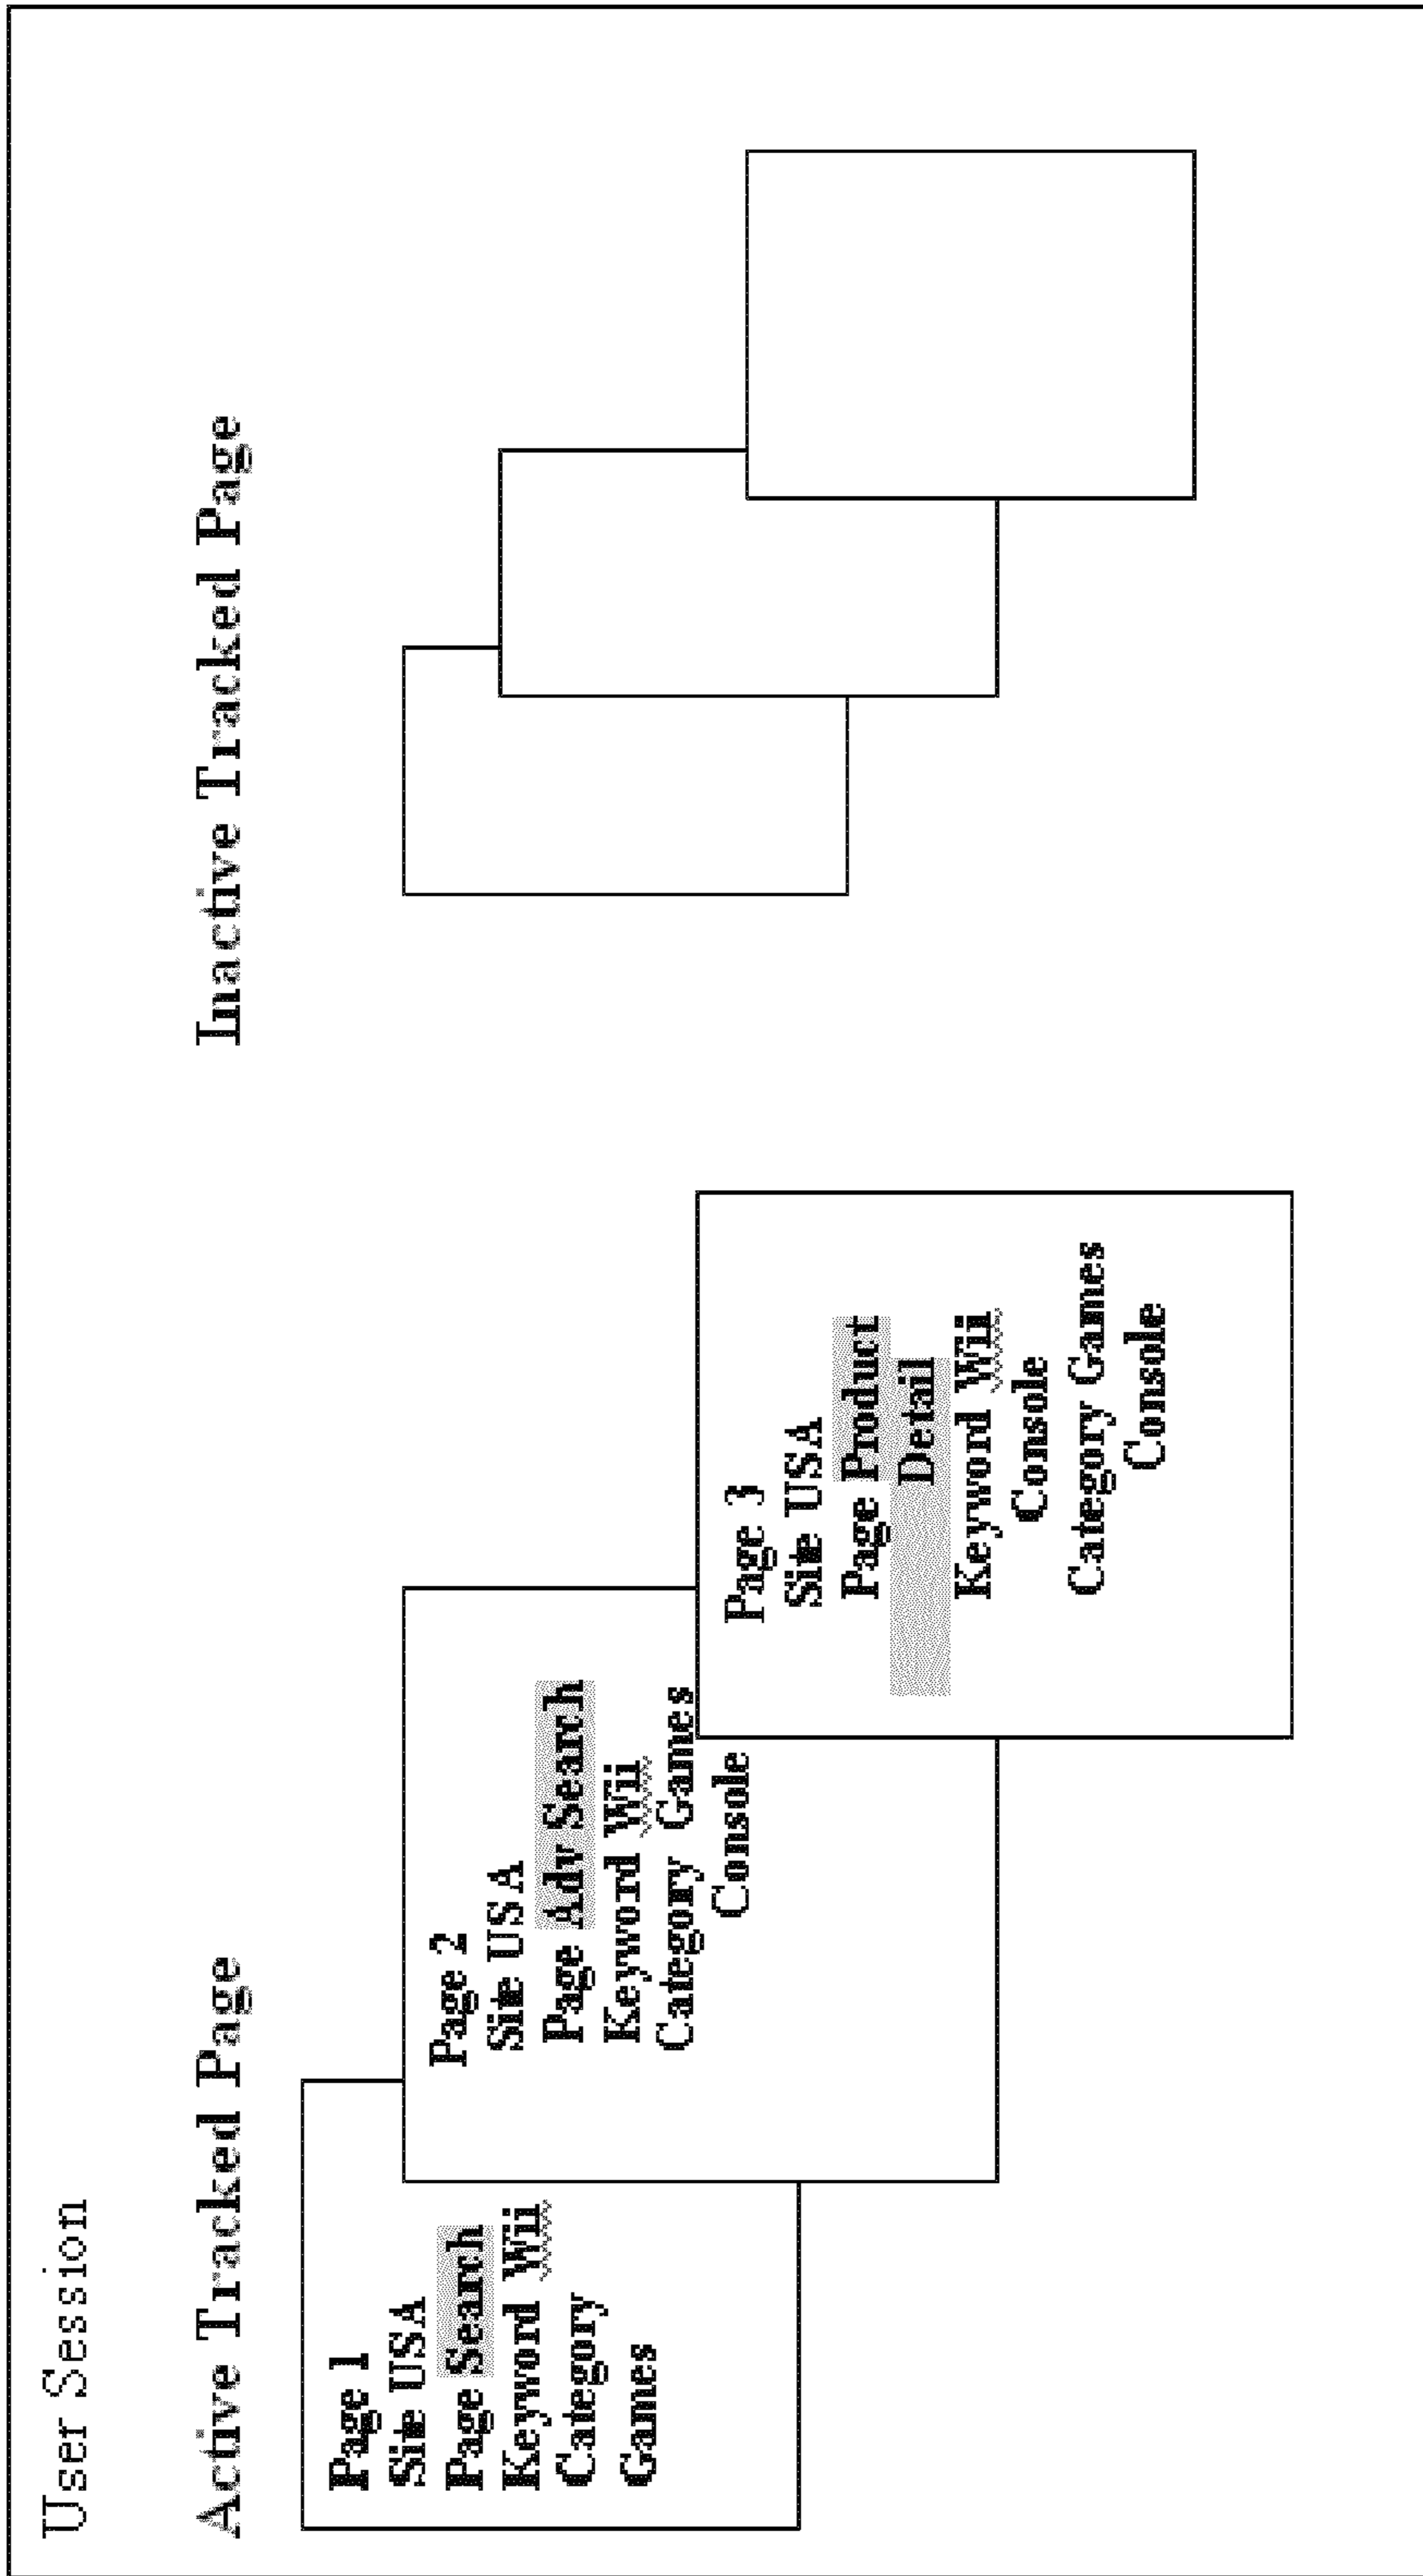 User Session
Active Tracked Page
Page 1
Site USA
Page Search
Keyword Wii
Category
Games
Page 2
Site USA
Page Adv Search
Keyword Wii
Category Games
Console
Page 3
Site USA
Page Product
Detail
Keyword Wii
Console
Category Games
Console
Inactive Tracked Page